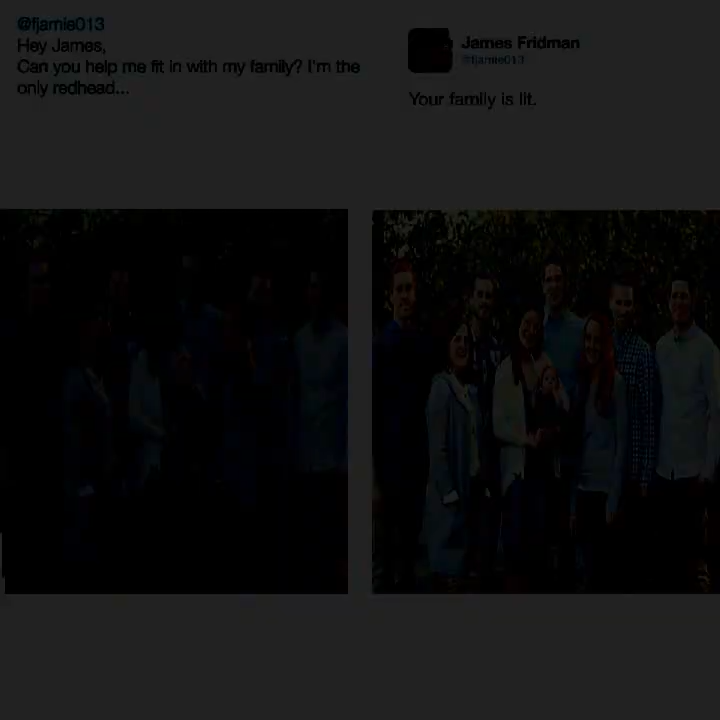 @fjamie013
Hey James,
Can you help me fit in with my family? I'm the
only redhead...
James Fridman
@fjamie013
Your family is lit.